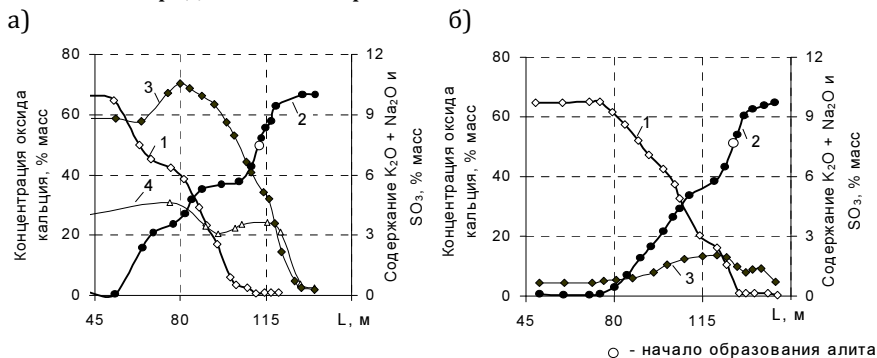 а)
б)
Концентрация оксида
кальция, % масс
80
60
40
20
0
45
80
115
L, м
12
9
6
3
0
Содержание K₂O + Na₂O и
SO₃, % масс
1
2
3
4
Концентрация оксида
кальция, % масс
80
60
40
20
0
45
80
115
L, м
12
9
6
3
0
Содержание K₂O + Na₂O и
SO₃, % масс
1
2
3
- начало образования алита